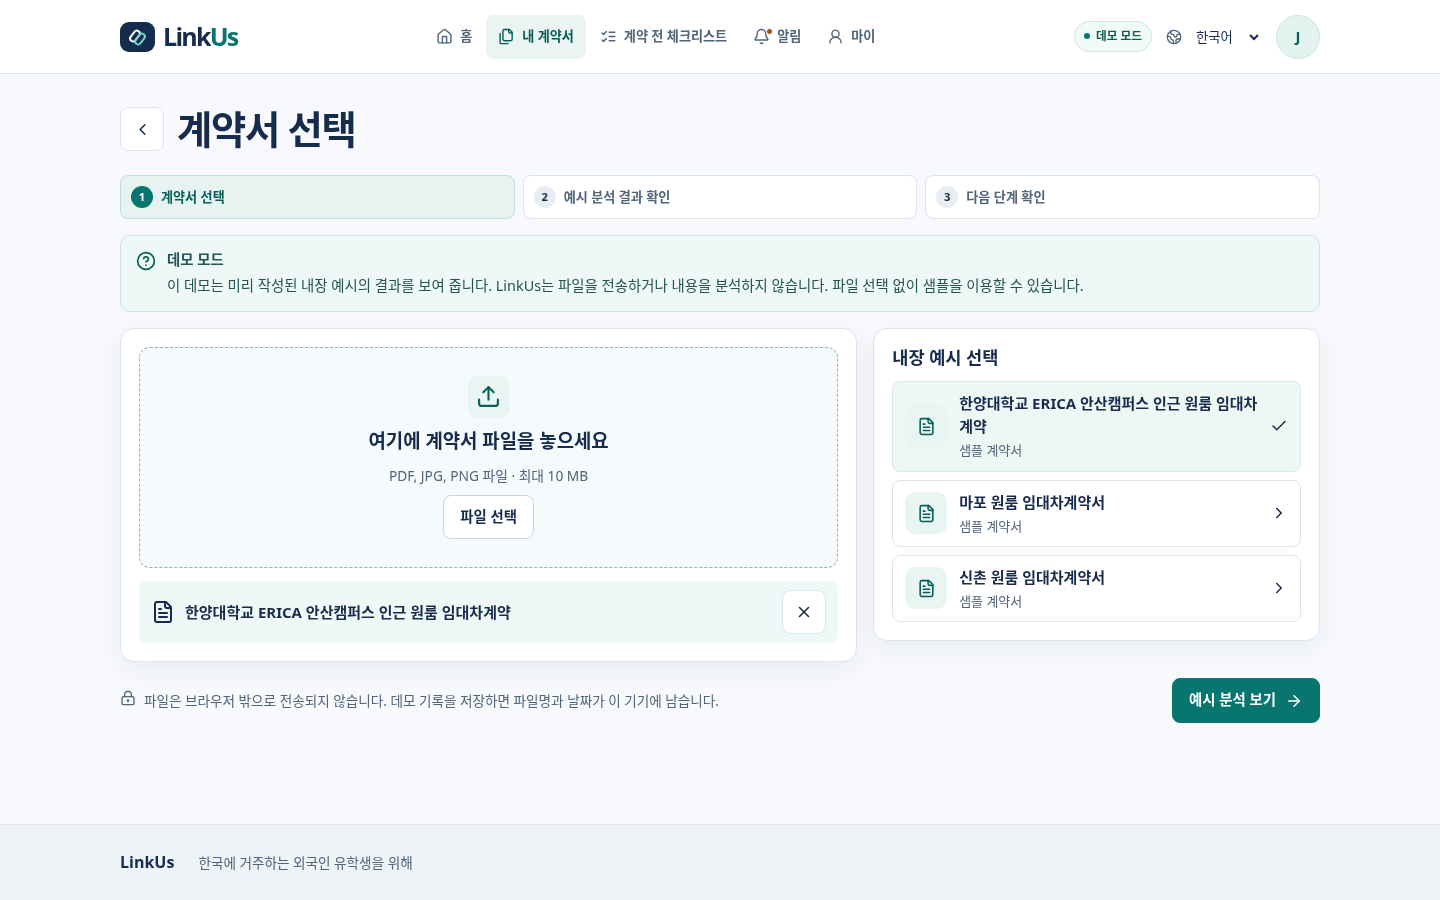 LinkUs
홈
내 계약서
계약 전 체크리스트
알림
마이
데모 모드
한국어
J
계약서 선택
1 계약서 선택
2 예시 분석 결과 확인
3 다음 단계 확인
데모 모드
이 데모는 미리 작성된 내장 예시의 결과를 보여 줍니다. LinkUs는 파일을 전송하거나 내용을 분석하지 않습니다. 파일 선택 없이 샘플을 이용할 수 있습니다.
여기에 계약서 파일을 놓으세요
PDF, JPG, PNG 파일 · 최대 10 MB
파일 선택
한양대학교 ERICA 안산캠퍼스 인근 원룸 임대차계약
내장 예시 선택
한양대학교 ERICA 안산캠퍼스 인근 원룸 임대차
계약
샘플 계약서
마포 원룸 임대차계약서
샘플 계약서
신촌 원룸 임대차계약서
샘플 계약서
파일은 브라우저 밖으로 전송되지 않습니다. 데모 기록을 저장하면 파일명과 날짜가 이 기기에 남습니다.
예시 분석 보기
LinkUs
한국에 거주하는 외국인 유학생을 위해